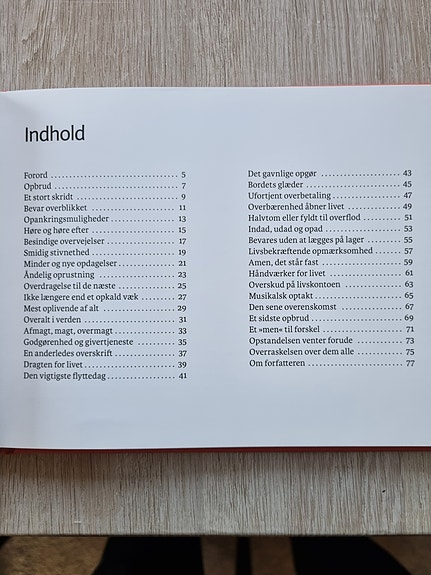 Indhold
Forord 5
Opbrud 7
Et stort skridt 9
Bevar overblikket 11
Opankringsmuligheder 13
Høre og høre efter 15
Besindige overvejelser 17
Smidig stivnethed 19
Minder og nye opdagelser 21
Åndelig oprustning 23
Overdragelse til de næste 25
Ikke længere end et opkald væk 27
Mest oplivende af alt 29
Overalt i verden 31
Afmagt, magt, overmagt 33
Godgørenhed og givertjeneste 35
En anderledes overskrift 37
Dragten for livet 39
Den vigtigste flyttedag 41
Det gavnlige opgør 43
Bordets glæder 45
Ufortjent overbetaling 47
Overbærenhed åbner livet 49
Halvtom eller fyldt til overflod 51
Indad, udad og opad 53
Bevares uden at lægges på lager 55
Livsbekræftende opmærksomhed 57
Amen, det står fast 59
Håndværker for livet 61
Overskud på livskontoen 63
Musikalsk optakt 65
Den sene overenskomst 67
Et sidste opbrud 69
Et »men« til forskel 71
Opstandelsen venter forude 73
Overraskelsen over dem alle 75
Om forfatteren 77